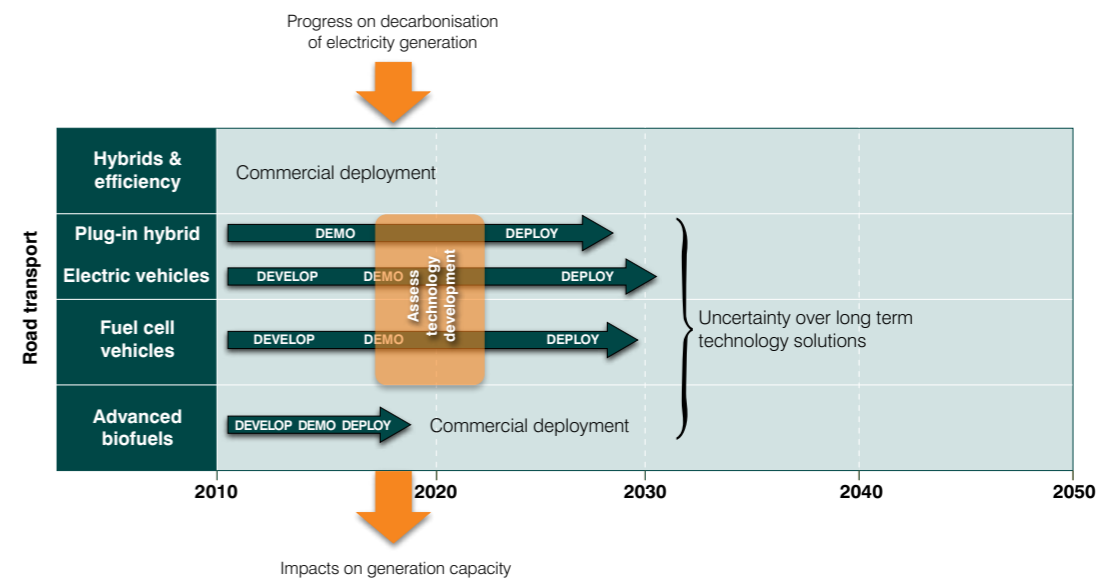 Progress on decarbonisation
of electricity generation
Road transport
Hybrids &
efficiency
Commercial deployment
Plug-in hybrid
DEMO
DEPLOY
Electric vehicles
DEVELOP
DEMO
DEPLOY
Assess
technology
development
Fuel cell
vehicles
DEVELOP
DEMO
DEPLOY
Uncertainty over long term
technology solutions
Advanced
biofuels
DEVELOP DEMO DEPLOY
Commercial deployment
2010 2020 2030 2040 2050
Impacts on generation capacity